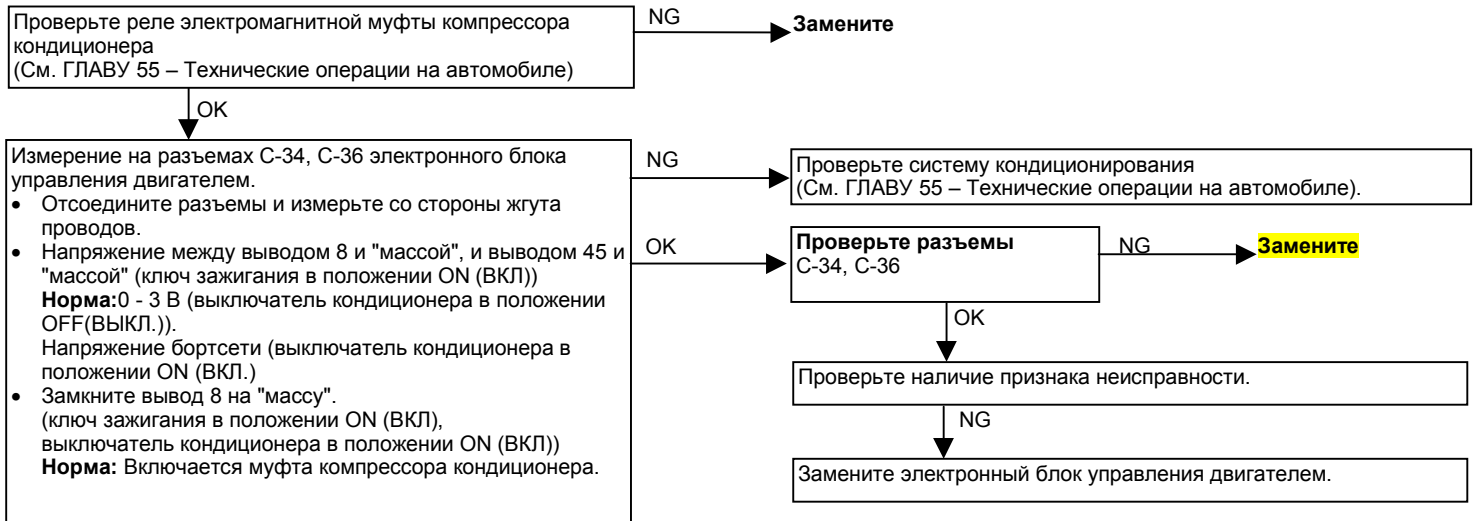 Проверьте реле электромагнитной муфты компрессора
кондиционера
(См. ГЛАВУ 55 – Технические операции на автомобиле)
NG
Замените
OK
Измерение на разъемах С-34, С-36 электронного блока
управления двигателем.
• Отсоедините разъемы и измерьте со стороны жгута
проводов.
• Напряжение между выводом 8 и "массой", и выводом 45 и
"массой" (ключ зажигания в положении ON (ВКЛ))
Норма:0 - 3 В (выключатель кондиционера в положении
OFF(ВЫКЛ.)).
Напряжение бортсети (выключатель кондиционера в
положении ON (ВКЛ.)
• Замкните вывод 8 на "массу".
(ключ зажигания в положении ON (ВКЛ),
выключатель кондиционера в положении ON (ВКЛ))
Норма: Включается муфта компрессора кондиционера.
NG
Проверьте систему кондиционирования
(См. ГЛАВУ 55 – Технические операции на автомобиле).
OK
Проверьте разъемы
С-34, С-36
NG
Замените
OK
Проверьте наличие признака неисправности.
NG
Замените электронный блок управления двигателем.